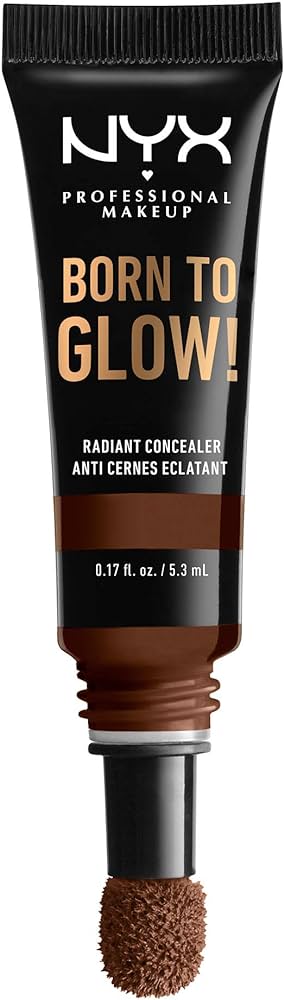 NYX
PROFESSIONAL
MAKEUP
BORN TO
GLOW!
RADIANT CONCEALER
ANTI CERNES ECLATANT
0.17 fl. oz. / 5.3 mL